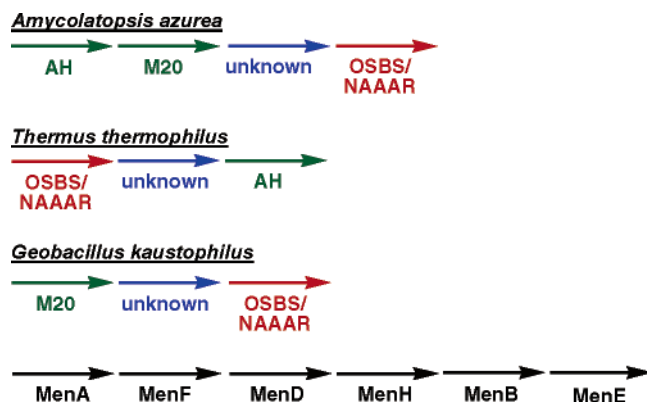 Amycolatopsis azurea
AH M20 unknown OSBS/
NAAAR
Thermus thermophilus
OSBS/ unknown AH
NAAAR
Geobacillus kaustophilus
M20 unknown OSBS/
NAAAR
MenA MenF MenD MenH MenB MenE